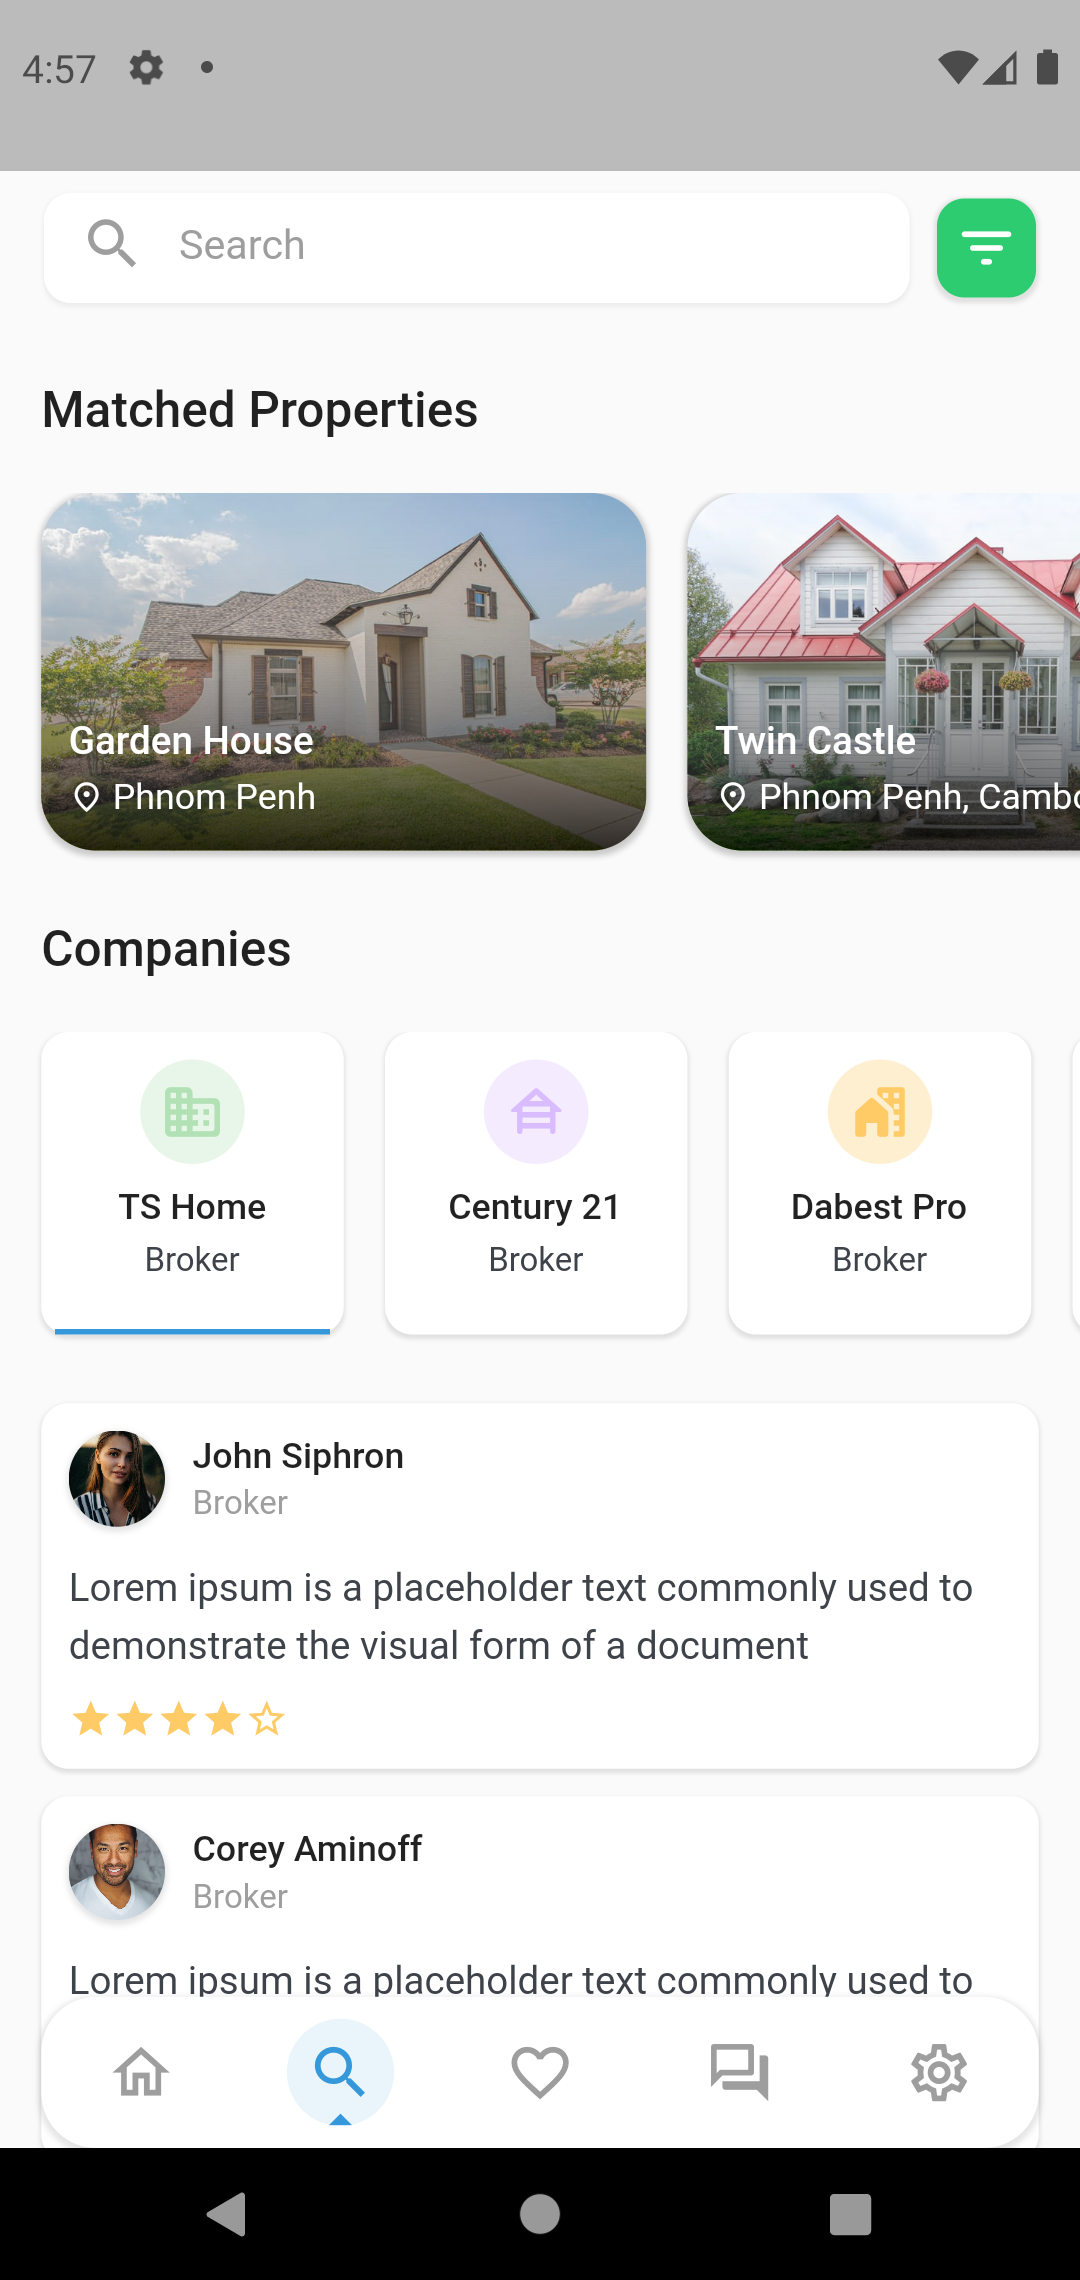 4:57
Search
Matched Properties
Garden House
Phnom Penh
Twin Castle
Phnom Penh, Cambo
Companies
TS Home
Broker
Century 21
Broker
Dabest Pro
Broker
John Siphron
Broker
Lorem ipsum is a placeholder text commonly used to
demonstrate the visual form of a document
Corey Aminoff
Broker
Lorem ipsum is a placeholder text commonly used to